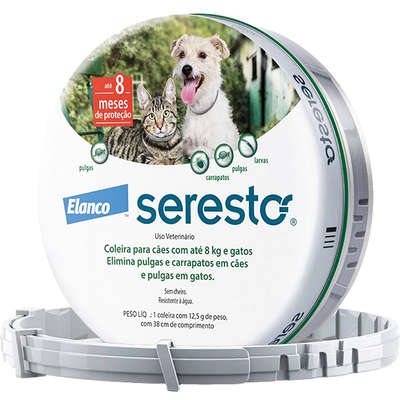 até 8
meses
de proteção
pulgas
carrapatos
pulgas
larvas
Elanco
seresto®
Uso Veterinário
Coleira para cães com até 8 kg e gatos
Elimina pulgas e carrapatos em cães
e pulgas em gatos.
Sem cheiro.
Resistente à água.
PESO LÍQ .: 1 coleira com 12,5 g de peso,
com 38 cm de comprimento
seresto